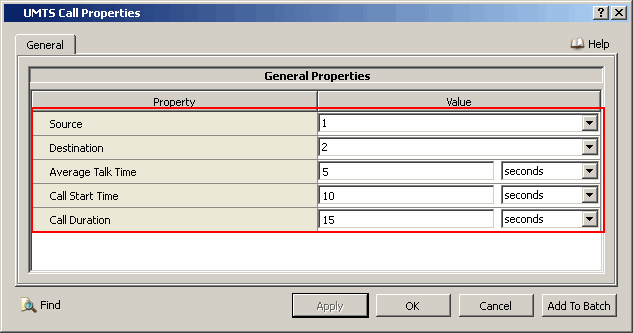 UMTS Call Properties
General
Help
General Properties
Property Value
Source 1
Destination 2
Average Talk Time 5 seconds
Call Start Time 10 seconds
Call Duration 15 seconds
Find Apply OK Cancel Add To Batch